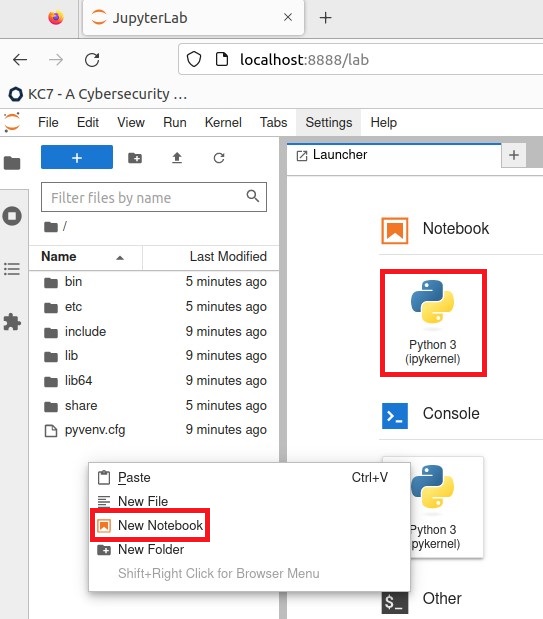 JupyterLab
localhost:8888/lab
KC7 - A Cybersecurity ...
File Edit View Run Kernel Tabs Settings Help
+
Filter files by name
/
Name Last Modified
bin 5 minutes ago
etc 5 minutes ago
include 9 minutes ago
lib 9 minutes ago
lib64 9 minutes ago
share 5 minutes ago
pyvenv.cfg 9 minutes ago
Paste Ctrl+V
New File
New Notebook
New Folder
Shift+Right Click for Browser Menu
Launcher
Notebook
Python 3
(ipykernel)
Console
Python 3
(ipykernel)
Other
$_